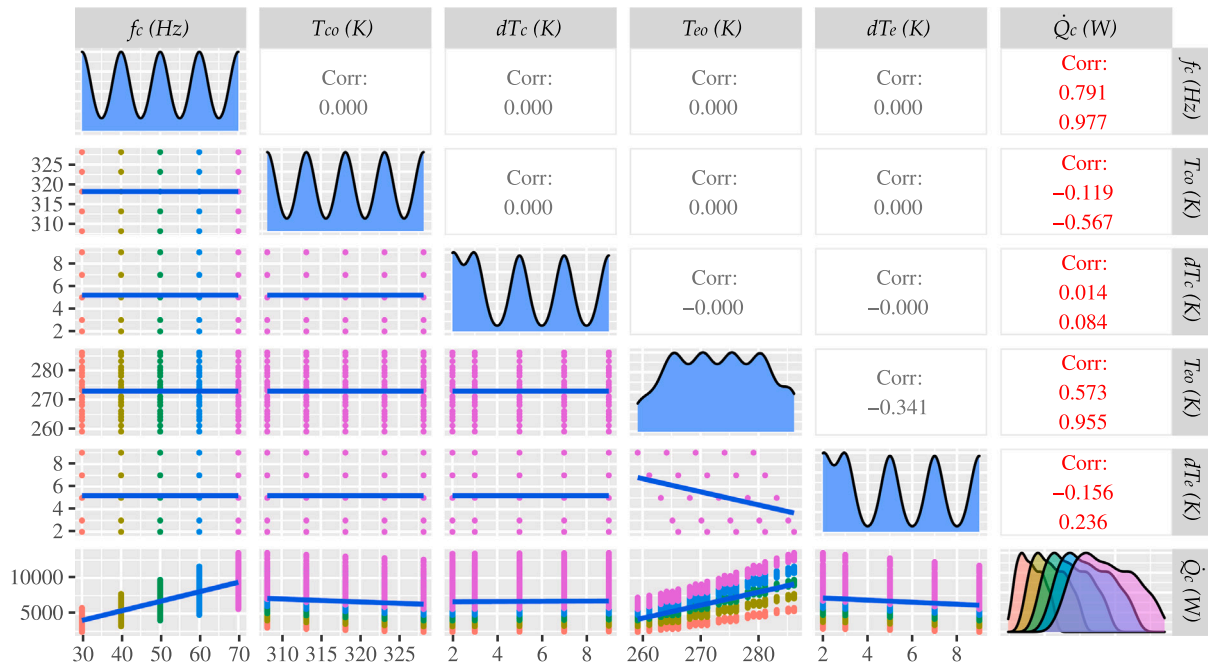 fc (Hz) Tco (K) dTc (K) Teo (K) dTe (K) Q̇c (W)
Corr: Corr: Corr: Corr: Corr:
0.000 0.000 0.000 0.000 0.791
0.977
fc (Hz)
325
320
315
310
Corr: Corr: Corr: Corr:
0.000 0.000 0.000 −0.119
−0.567
Tco (K)
8
6
4
2
Corr: Corr: Corr:
−0.000 −0.000 0.014
0.084
dTc (K)
280
270
260
Corr: Corr:
−0.341 0.573
0.955
Teo (K)
8
6
4
2
Corr:
−0.156
0.236
dTe (K)
10000
5000
Q̇c (W)
30 40 50 60 70 310 315 320 325 2 4 6 8 260 270 280 2 4 6 8